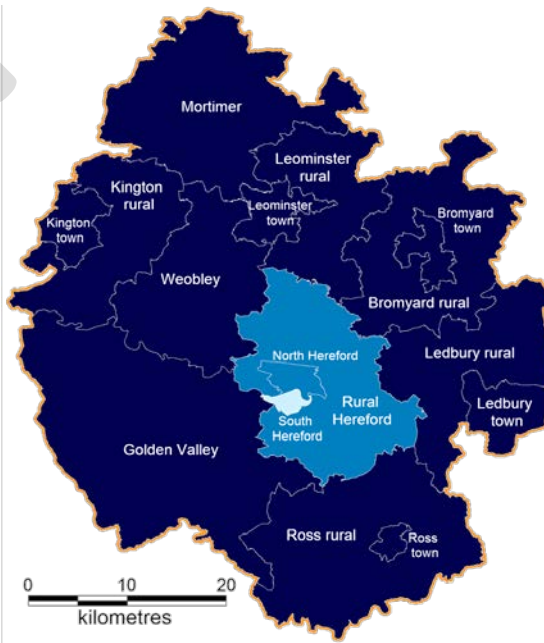 Mortimer
Leominster
rural
Kington
rural
Leominster
town
Kington
town
Bromyard
town
Weobley
Bromyard rural
North Hereford
Ledbury rural
Rural
Hereford
South
Hereford
Ledbury
town
Golden Valley
Ross rural
Ross
town
0 10 20
kilometres